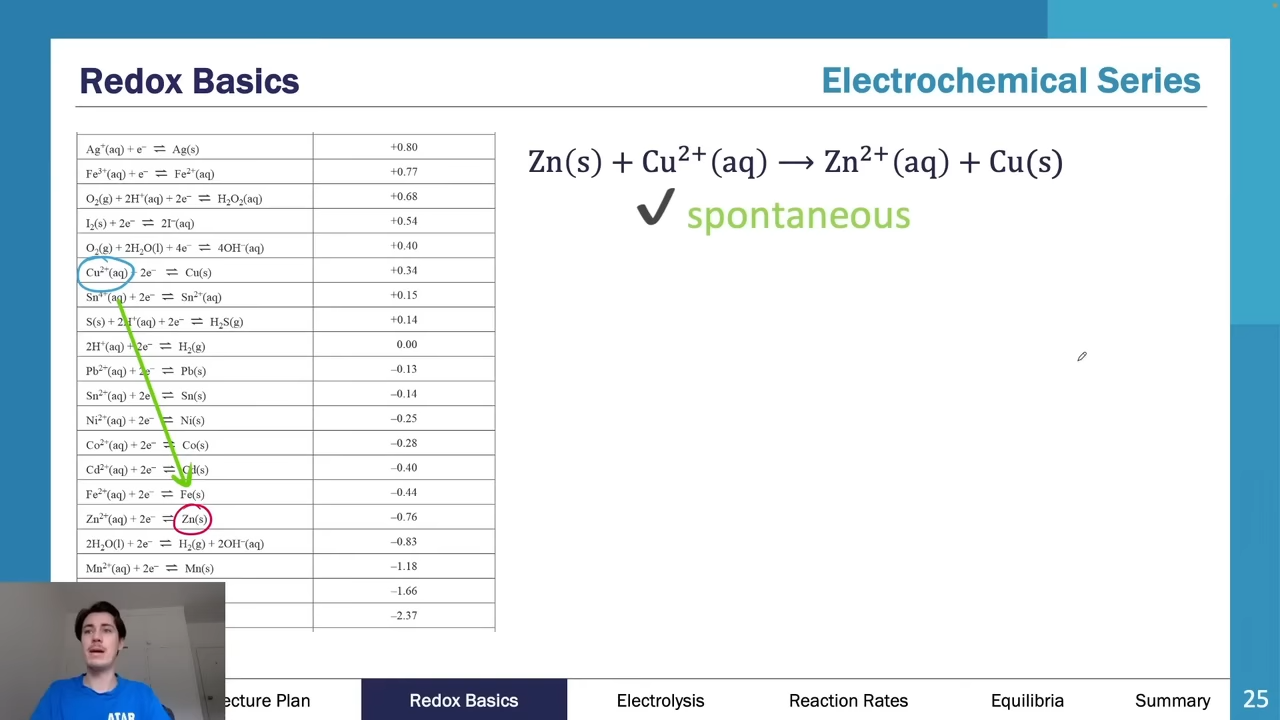 Redox Basics
Electrochemical Series
Ag⁺(aq) + e⁻ ⇌ Ag(s) +0.80
Fe³⁺(aq) + e⁻ ⇌ Fe²⁺(aq) +0.77
O₂(g) + 2H⁺(aq) + 2e⁻ ⇌ H₂O₂(aq) +0.68
I₂(s) + 2e⁻ ⇌ 2I⁻(aq) +0.54
O₂(g) + 2H₂O(l) + 4e⁻ ⇌ 4OH⁻(aq) +0.40
Cu²⁺(aq) + 2e⁻ ⇌ Cu(s) +0.34
Sn⁴⁺(aq) + 2e⁻ ⇌ Sn²⁺(aq) +0.15
S(s) + 2H⁺(aq) + 2e⁻ ⇌ H₂S(g) +0.14
2H⁺(aq) + 2e⁻ ⇌ H₂(g) 0.00
Pb²⁺(aq) + 2e⁻ ⇌ Pb(s) –0.13
Sn²⁺(aq) + 2e⁻ ⇌ Sn(s) –0.14
Ni²⁺(aq) + 2e⁻ ⇌ Ni(s) –0.25
Co²⁺(aq) + 2e⁻ ⇌ Co(s) –0.28
Cd²⁺(aq) + 2e⁻ ⇌ Cd(s) –0.40
Fe²⁺(aq) + 2e⁻ ⇌ Fe(s) –0.44
Zn²⁺(aq) + 2e⁻ ⇌ Zn(s) –0.76
2H₂O(l) + 2e⁻ ⇌ H₂(g) + 2OH⁻(aq) –0.83
Mn²⁺(aq) + 2e⁻ ⇌ Mn(s) –1.18
–1.66
–2.37
Zn(s) + Cu²⁺(aq) ⟶ Zn²⁺(aq) + Cu(s)
✔ spontaneous
ATAR
ecture Plan
Redox Basics
Electrolysis
Reaction Rates
Equilibria
Summary
25